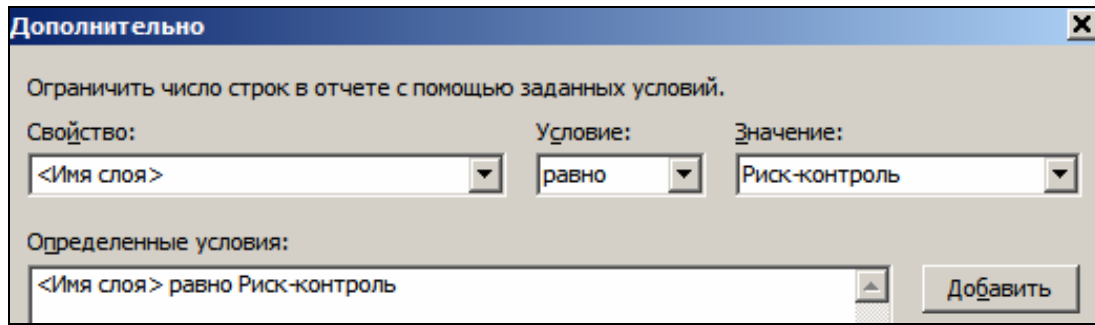 Дополнительно
Ограничить число строк в отчете с помощью заданных условий.
Свойство: Условие: Значение:
<Имя слоя> равно Риск-контроль
Определенные условия:
<Имя слоя> равно Риск-контроль
Добавить